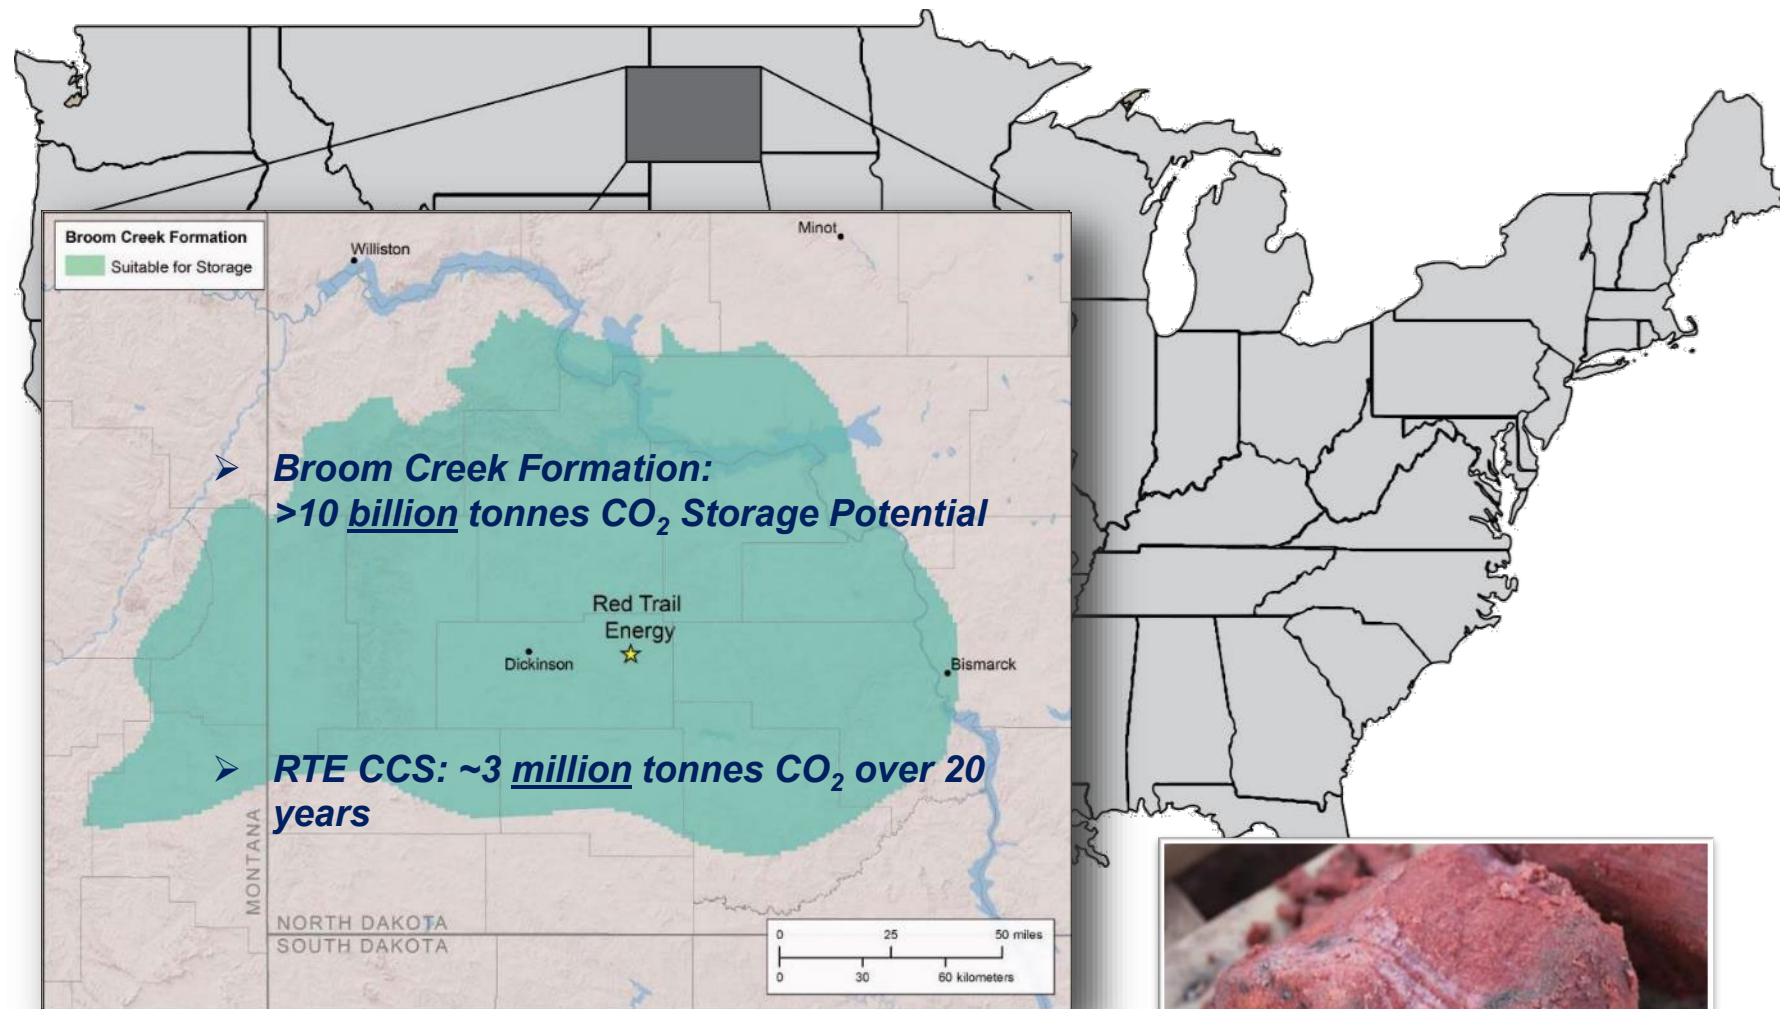 Broom Creek Formation
Suitable for Storage
Williston
Minot
➢ Broom Creek Formation:
>10 billion tonnes CO₂ Storage Potential
Red Trail
Energy
Dickinson
Bismarck
➢ RTE CCS: ~3 million tonnes CO₂ over 20
years
MONTANA
NORTH DAKOTA
SOUTH DAKOTA
0 25 50 miles
0 30 60 kilometers